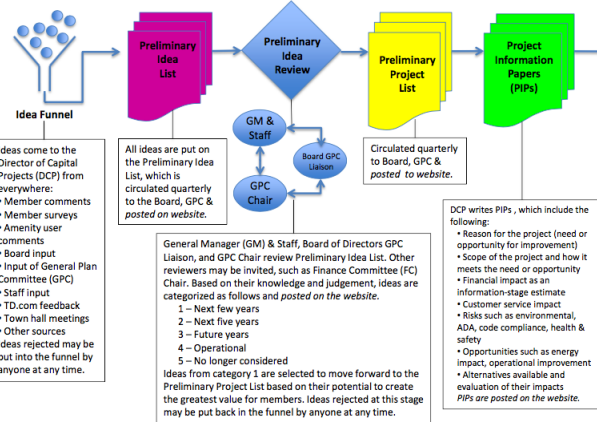 Idea Funnel
Preliminary
Idea
List
Preliminary
Idea
Review
Preliminary
Project
List
Project
Information
Papers
(PIPs)
GM &
Staff
Board GPC
Liaison
GPC
Chair
Ideas come to the
Director of Capital
Projects (DCP) from
everywhere:
• Member comments
• Member surveys
• Amenity user
comments
• Board input
• Input of General Plan
Committee (GPC)
• Staff input
• TD.com feedback
• Town hall meetings
• Other sources
Ideas rejected may be
put into the funnel by
anyone at any time.
All ideas are put on
the Preliminary Idea
List, which is
circulated quarterly
to the Board, GPC &
posted on website.
General Manager (GM) & Staff, Board of Directors GPC
Liaison, and GPC Chair review Preliminary Idea List. Other
reviewers may be invited, such as Finance Committee (FC)
Chair. Based on their knowledge and judgement, ideas are
categorized as follows and posted on the website.
1 – Next few years
2 – Next five years
3 – Future years
4 – Operational
5 – No longer considered
Ideas from category 1 are selected to move forward to the
Preliminary Project List based on their potential to create
the greatest value for members. Ideas rejected at this stage
may be put back in the funnel by anyone at any time.
Circulated quarterly
to Board, GPC &
posted to website.
DCP writes PIPs , which include the
following:
• Reason for the project (need or
opportunity for improvement)
• Scope of the project and how it
meets the need or opportunity
• Financial impact as an
information-stage estimate
• Customer service impact
• Risks such as environmental,
ADA, code compliance, health &
safety
• Opportunities such as energy
impact, operational improvement
• Alternatives available and
evaluation of their impacts
PIPs are posted on the website.